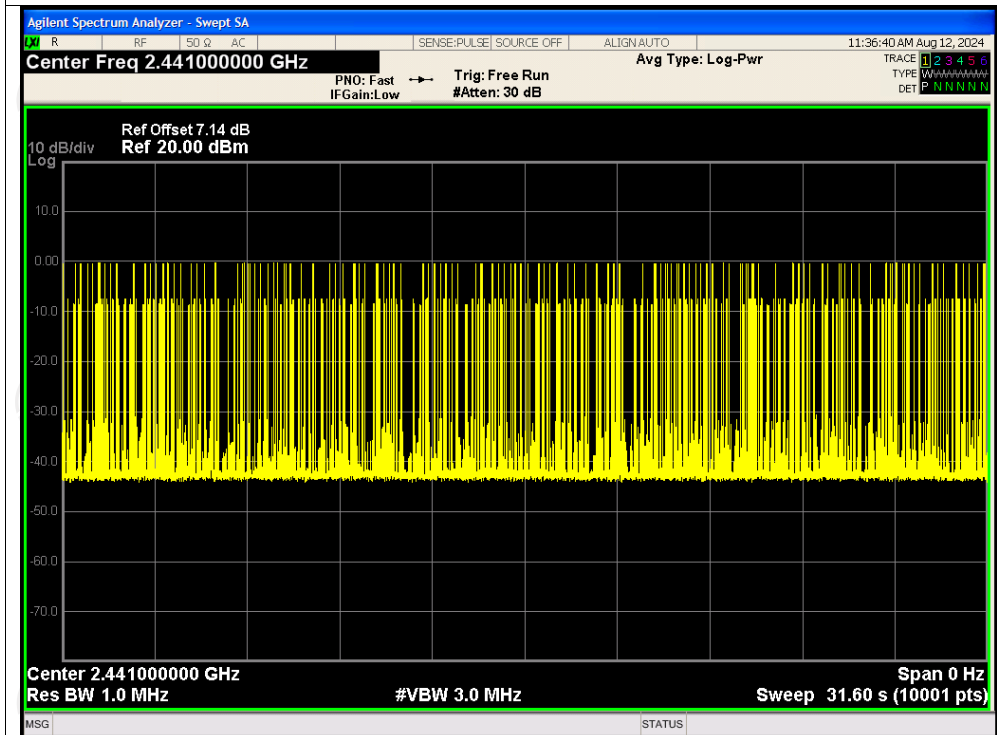 Agilent Spectrum Analyzer - Swept SA
LXI R RF 50 Ω AC SENSE:PULSE SOURCE OFF ALIGN AUTO 11:36:40 AM Aug 12, 2024
Center Freq 2.441000000 GHz Avg Type: Log-Pwr TRACE 1 2 3 4 5 6
PNO: Fast Trig: Free Run TYPE W
IFGain:Low #Atten: 30 dB DET P N N N N N
Ref Offset 7.14 dB
10 dB/div Ref 20.00 dBm
Log
10.0
0.00
-10.0
-20.0
-30.0
-40.0
-50.0
-60.0
-70.0
Center 2.441000000 GHz Span 0 Hz
Res BW 1.0 MHz #VBW 3.0 MHz Sweep 31.60 s (10001 pts)
MSG STATUS